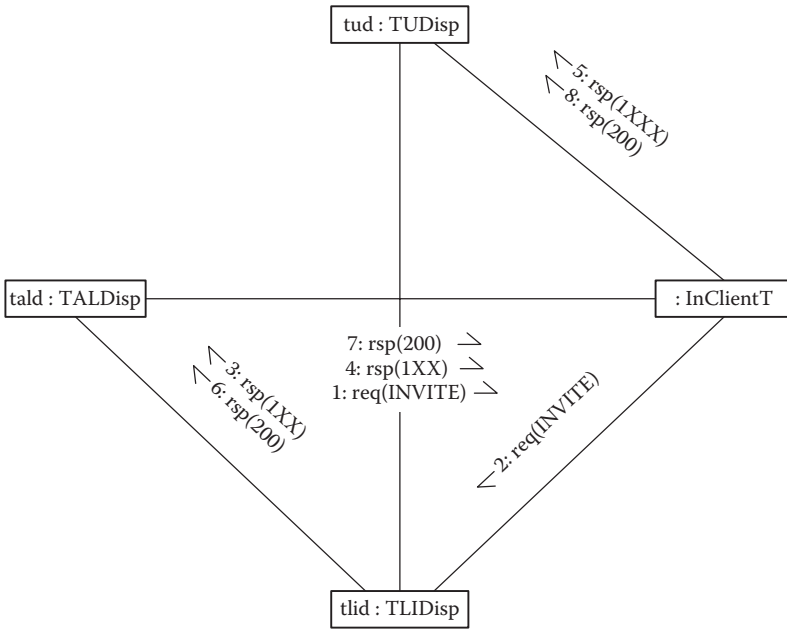 tud : TUDisp
5: rsp(1XXX)
8: rsp(200)
tald : TALDisp
: InClientT
7: rsp(200)
4: rsp(1XX)
1: req(INVITE)
3: rsp(1XX)
6: rsp(200)
2: req(INVITE)
tlid : TLIDisp